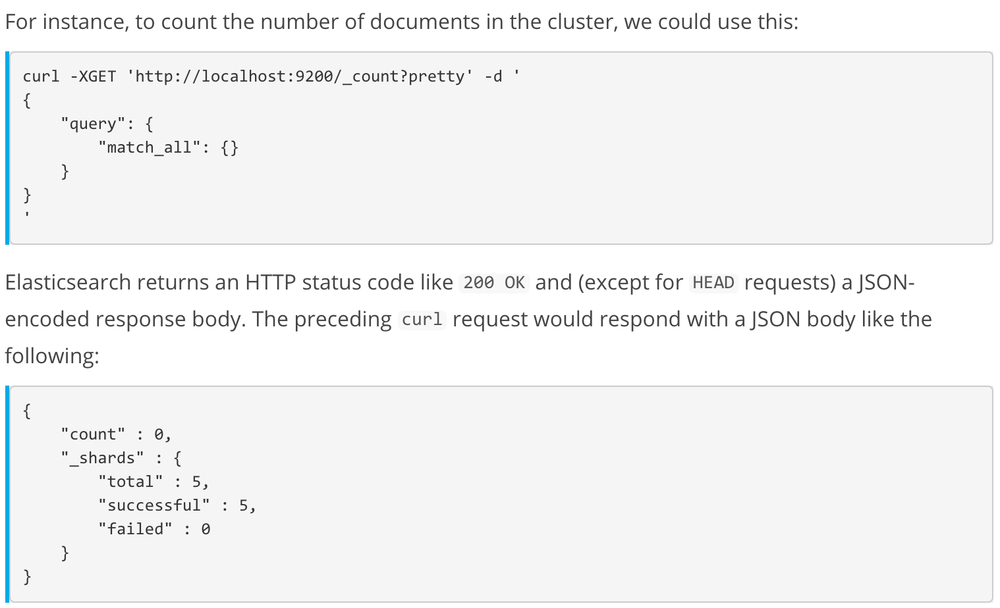 For instance, to count the number of documents in the cluster, we could use this:
curl -XGET 'http://localhost:9200/_count?pretty' -d '
{
    "query": {
        "match_all": {}
    }
}
'
Elasticsearch returns an HTTP status code like 200 OK and (except for HEAD requests) a JSON-
encoded response body. The preceding curl request would respond with a JSON body like the
following:
{
    "count" : 0,
    "_shards" : {
        "total" : 5,
        "successful" : 5,
        "failed" : 0
    }
}